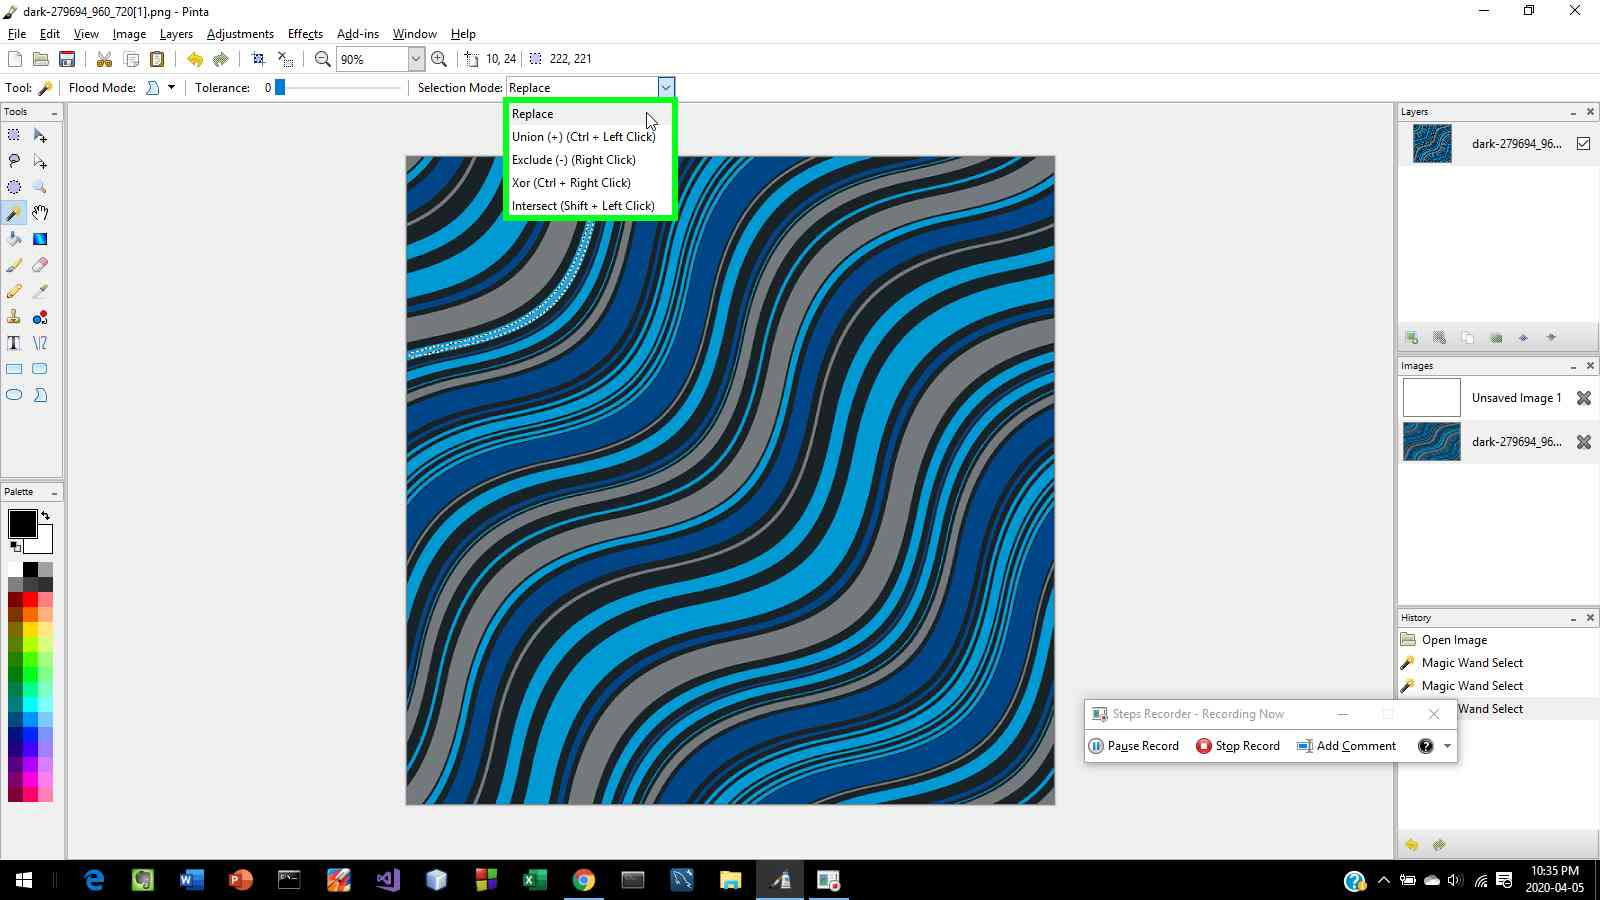 dark-279694_960_720[1].png - Pinta
File Edit View Image Layers Adjustments Effects Add-ins Window Help
90% 10, 24 222, 221
Tool: Flood Mode: Tolerance: 0 Selection Mode: Replace
Replace
Union (+) (Ctrl + Left Click)
Exclude (-) (Right Click)
Xor (Ctrl + Right Click)
Intersect (Shift + Left Click)
Tools
Palette
Layers
dark-279694_96...
Images
Unsaved Image 1
dark-279694_96...
History
Open Image
Magic Wand Select
Magic Wand Select
Wand Select
Steps Recorder - Recording Now
Pause Record Stop Record Add Comment
10:35 PM
2020-04-05